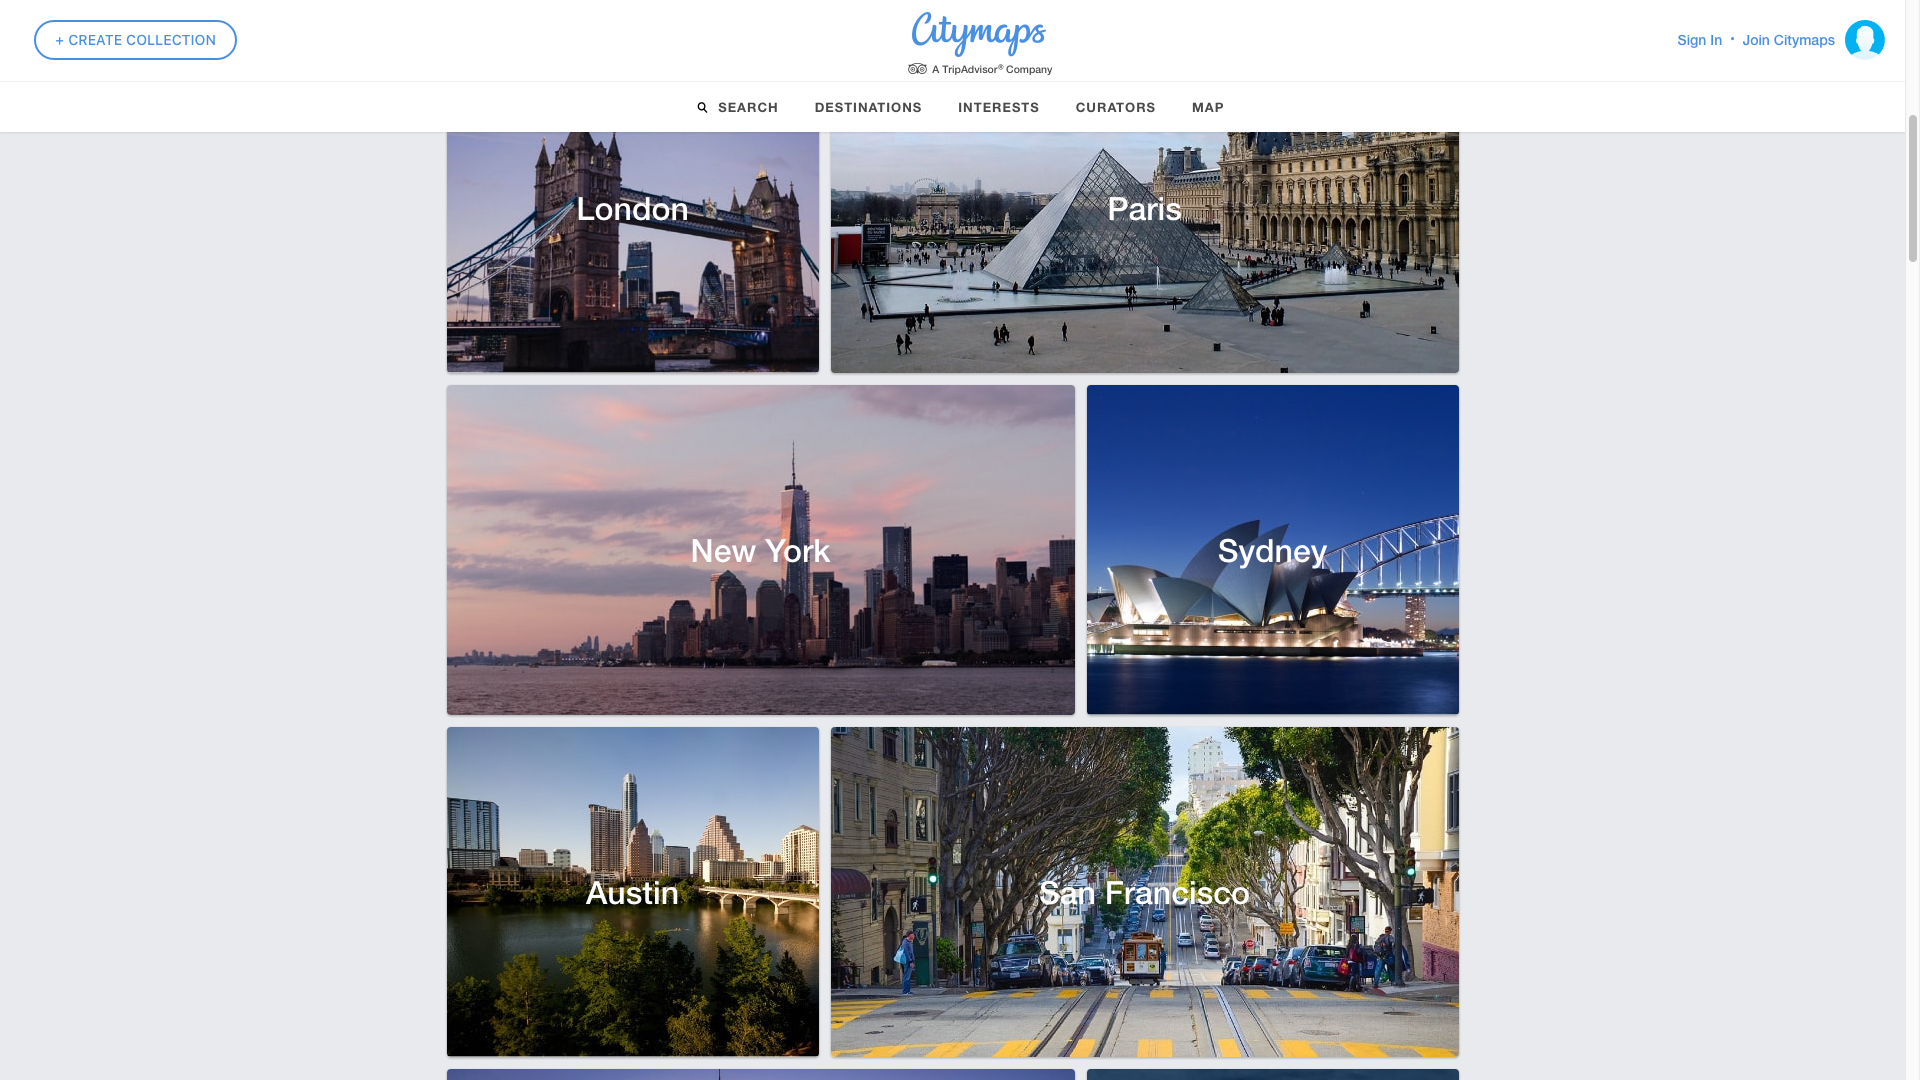 + CREATE COLLECTION
Citymaps
A TripAdvisor® Company
Sign In · Join Citymaps
SEARCH
DESTINATIONS
INTERESTS
CURATORS
MAP
London
Paris
New York
Sydney
Austin
San Francisco